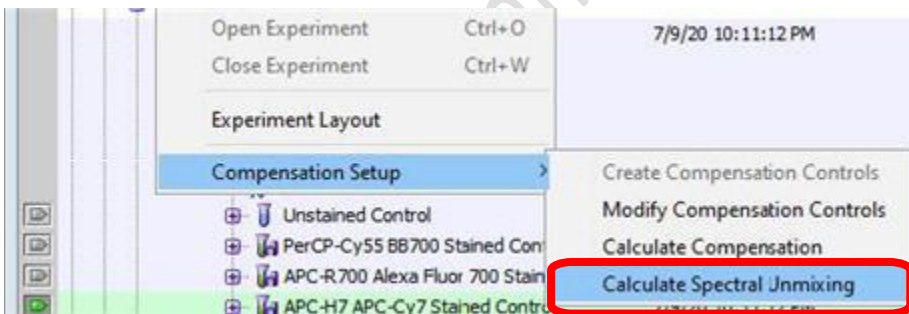 Open Experiment Ctrl+O 7/9/20 10:11:12 PM
Close Experiment Ctrl+W
Experiment Layout
Compensation Setup
Create Compensation Controls
Unstained Control
Modify Compensation Controls
PerCP-Cy55 BB700 Stained Con
Calculate Compensation
APC-R700 Alexa Fluor 700 Stain
Calculate Spectral Unmixing
APC-H7 APC-Cy7 Stained Contro